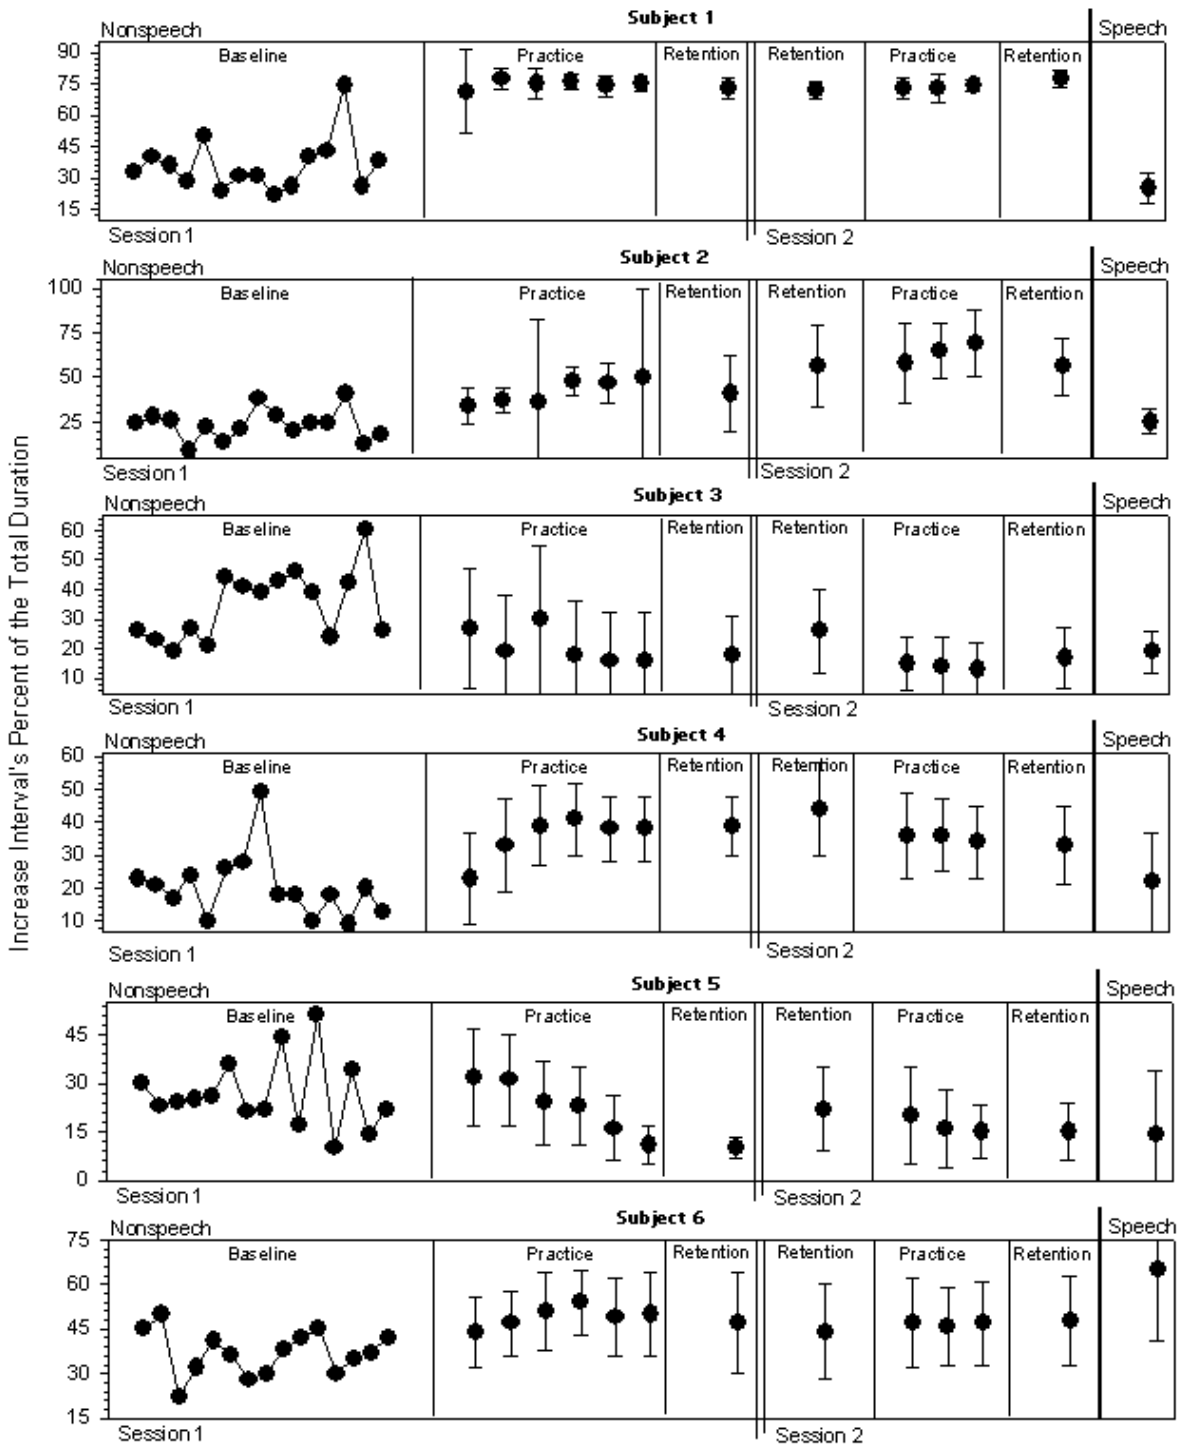 Increase Interval's Percent of the Total Duration
Subject 1
Nonspeech
Speech
Baseline
Practice
Retention
Retention
Practice
Retention
90
75
60
45
30
15
Session 1
Session 2
Subject 2
Nonspeech
Speech
Baseline
Practice
Retention
Retention
Practice
Retention
100
75
50
25
Session 1
Session 2
Subject 3
Nonspeech
Speech
Baseline
Practice
Retention
Retention
Practice
Retention
60
50
40
30
20
10
Session 1
Session 2
Subject 4
Nonspeech
Speech
Baseline
Practice
Retention
Retention
Practice
Retention
60
50
40
30
20
10
Session 1
Session 2
Subject 5
Nonspeech
Speech
Baseline
Practice
Retention
Retention
Practice
Retention
45
30
15
0
Session 1
Session 2
Subject 6
Nonspeech
Speech
Baseline
Practice
Retention
Retention
Practice
Retention
75
60
45
30
15
Session 1
Session 2